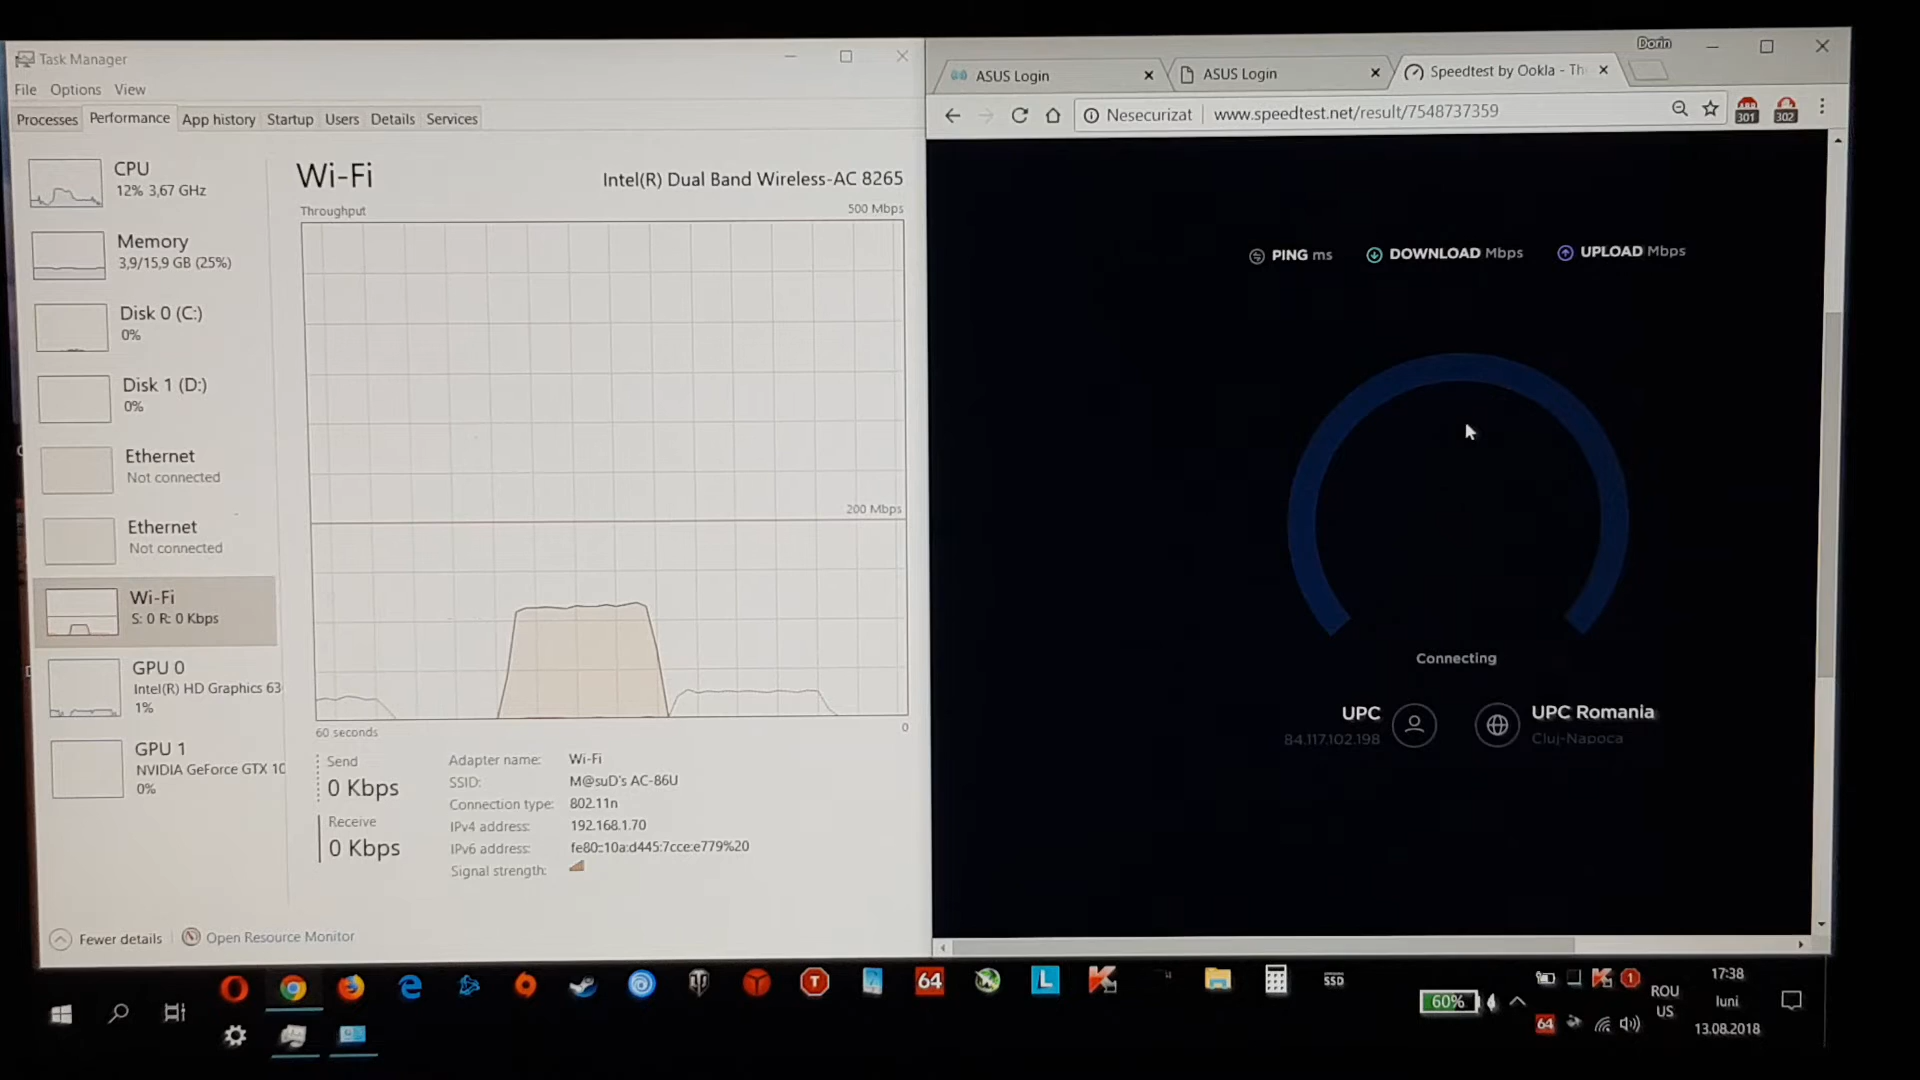 Task Manager
File Options View
Processes Performance App history Startup Users Details Services
CPU
12% 3,67 GHz
Memory
3,9/15,9 GB (25%)
Disk 0 (C:)
0%
Disk 1 (D:)
0%
Ethernet
Not connected
Ethernet
Not connected
Wi-Fi
S: 0 R: 0 Kbps
GPU 0
Intel(R) HD Graphics 63
1%
GPU 1
NVIDIA GeForce GTX 10
0%
Wi-Fi
Intel(R) Dual Band Wireless-AC 8265
Throughput
500 Mbps
200 Mbps
60 seconds
0
Send
0 Kbps
Receive
0 Kbps
Adapter name: Wi-Fi
SSID: M@suD's AC-86U
Connection type: 802.11n
IPv4 address: 192.168.1.70
IPv6 address: fe80::10a:d445:7cce:e779%20
Signal strength:
Fewer details
Open Resource Monitor
Dorin
ASUS Login
ASUS Login
Speedtest by Ookla - Th
Nesecurizat
www.speedtest.net/result/7548737359
301
302
PING ms
DOWNLOAD Mbps
UPLOAD Mbps
Connecting
UPC
84.117.102.198
UPC Romania
Cluj-Napoca
64
L
SSD
60%
64
ROU
US
17:38
luni
13.08.2018